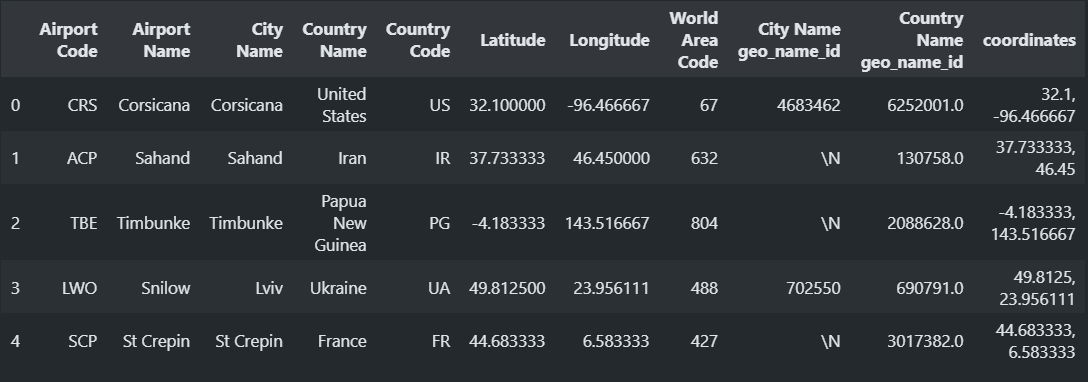 Airport Code Airport Name City Name Country Name Country Code Latitude Longitude World Area Code City Name geo_name_id Country Name geo_name_id coordinates
0 CRS Corsicana Corsicana United States US 32.100000 -96.466667 67 4683462 6252001.0 32.1, -96.466667
1 ACP Sahand Sahand Iran IR 37.733333 46.450000 632 \N 130758.0 37.733333, 46.45
2 TBE Timbunke Timbunke Papua New Guinea PG -4.183333 143.516667 804 \N 2088628.0 -4.183333, 143.516667
3 LWO Snilow Lviv Ukraine UA 49.812500 23.956111 488 702550 690791.0 49.8125, 23.956111
4 SCP St Crepin St Crepin France FR 44.683333 6.583333 427 \N 3017382.0 44.683333, 6.583333